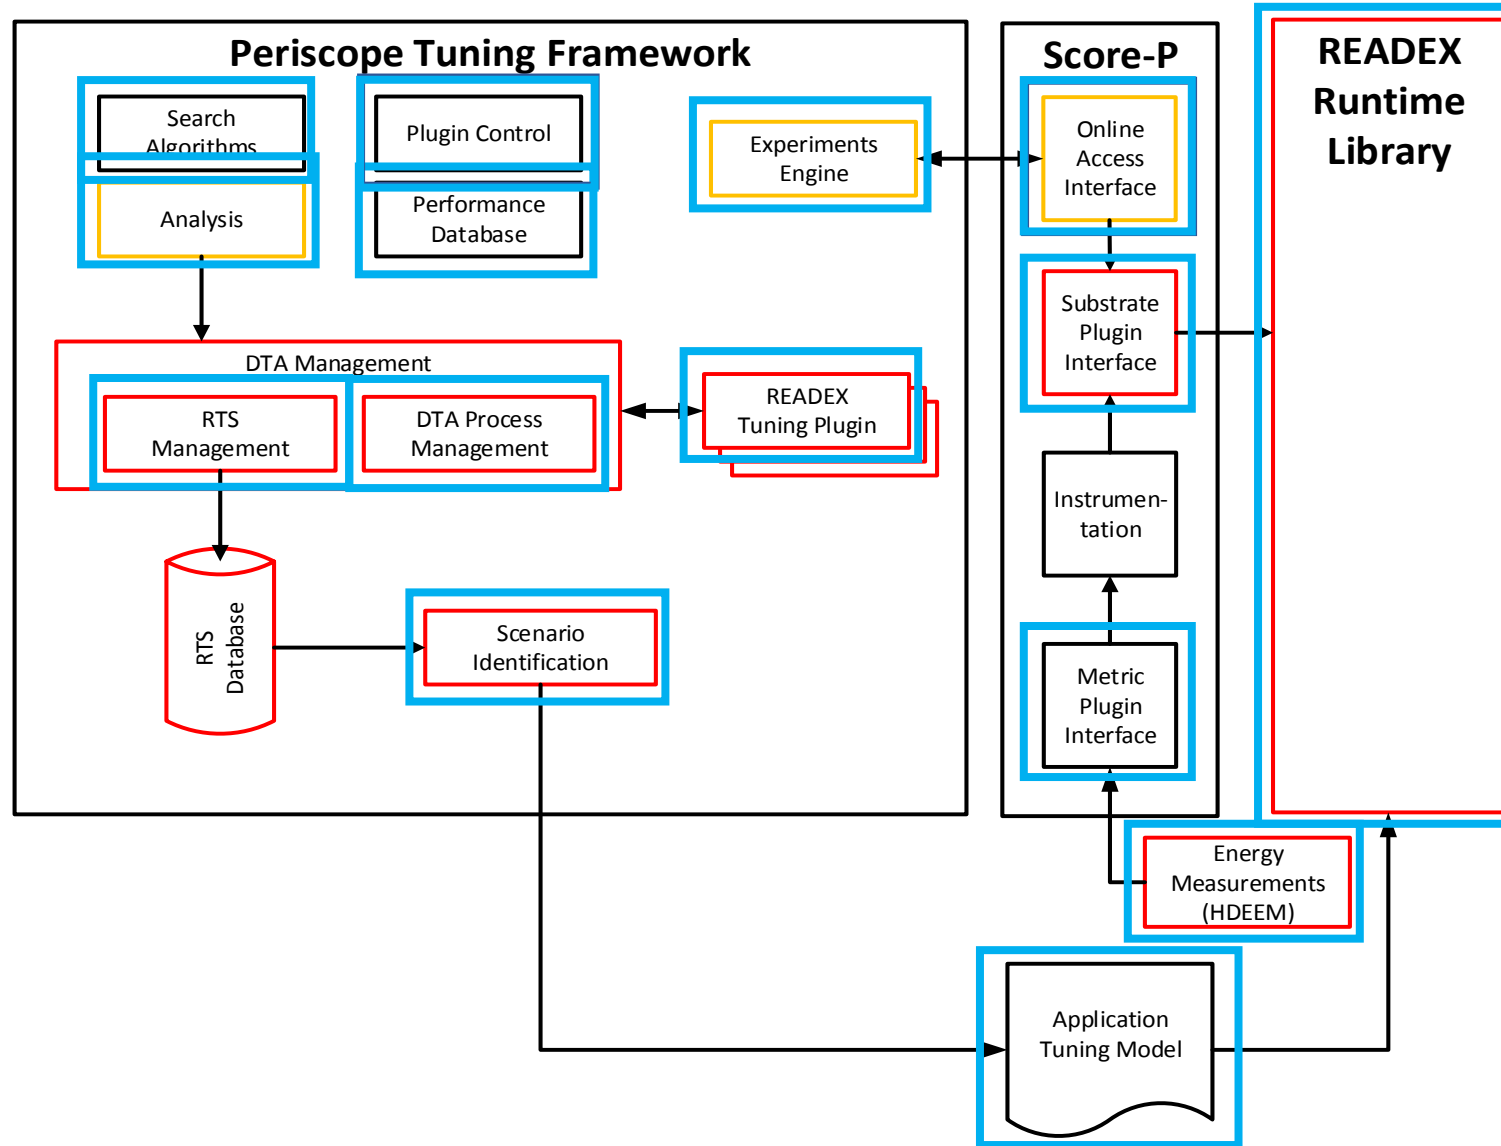 Periscope Tuning Framework
Search
Algorithms
Plugin Control
Analysis
Performance
Database
Experiments
Engine
DTA Management
RTS
Management
DTA Process
Management
READEX
Tuning Plugin
RTS
Database
Scenario
Identification
Score-P
Online
Access
Interface
Substrate
Plugin
Interface
Instrumen-
tation
Metric
Plugin
Interface
READEX
Runtime
Library
Energy
Measurements
(HDEEM)
Application
Tuning Model